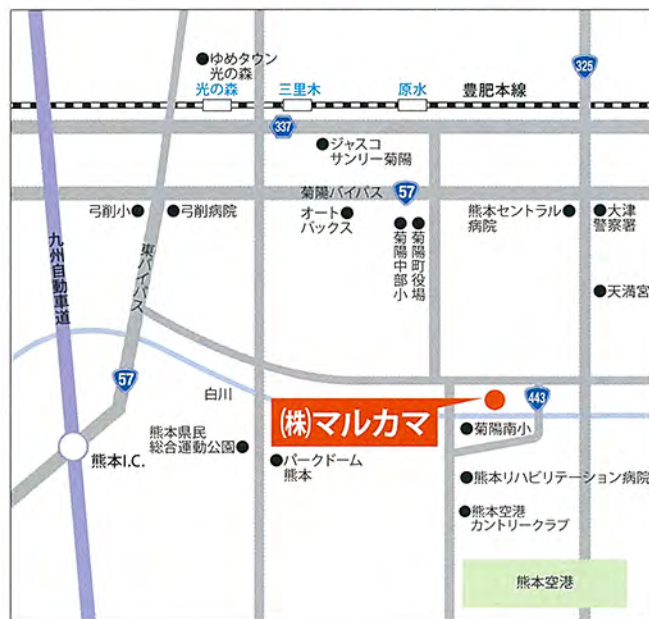 ゆめタウン
光の森
325
光の森
三里木
原水
豊肥本線
337
ジャスコ
サンリー菊陽
菊陽バイパス
57
弓削小
弓削病院
オート
バックス
菊陽中部小
菊陽町役場
熊本セントラル
病院
大津
警察署
九州自動車道
東バイパス
天満宮
57
白川
(株)マルカマ
443
熊本県民
総合運動公園
菊陽南小
熊本I.C.
パークドーム
熊本
熊本リハビリテーション病院
熊本空港
カントリークラブ
熊本空港